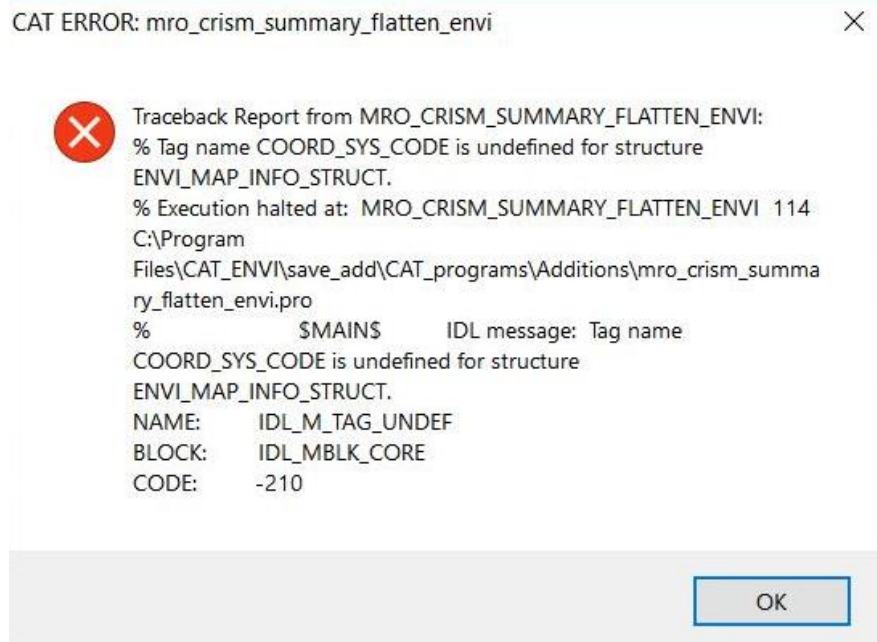 CAT ERROR: mro_crism_summary_flatten_envi
Traceback Report from MRO_CRISM_SUMMARY_FLATTEN_ENVI:
% Tag name COORD_SYS_CODE is undefined for structure
ENVI_MAP_INFO_STRUCT.
% Execution halted at:  MRO_CRISM_SUMMARY_FLATTEN_ENVI  114
C:\Program
Files\CAT_ENVI\save_add\CAT_programs\Additions\mro_crism_summa
ry_flatten_envi.pro
%                     $MAIN$         IDL message:  Tag name
COORD_SYS_CODE is undefined for structure
ENVI_MAP_INFO_STRUCT.
NAME:        IDL_M_TAG_UNDEF
BLOCK:       IDL_MBLK_CORE
CODE:        -210
OK